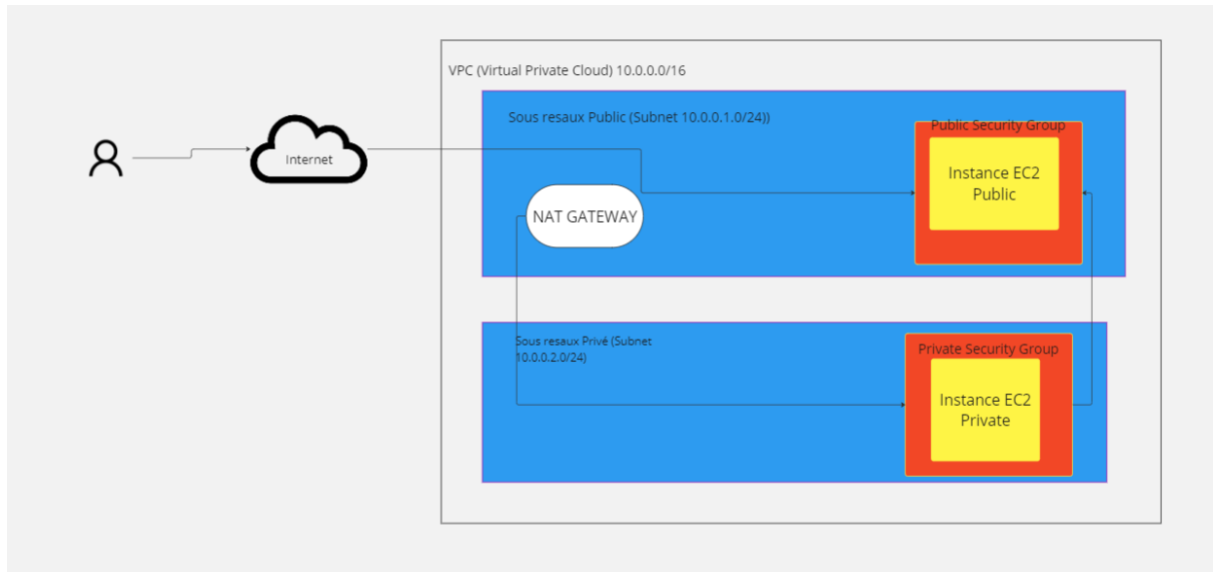 VPC (Virtual Private Cloud) 10.0.0.0/16
Sous resaux Public (Subnet 10.0.0.1.0/24))
Public Security Group
Internet
Instance EC2
Public
NAT GATEWAY
Sous resaux Privé (Subnet
10.0.0.2.0/24)
Private Security Group
Instance EC2
Private